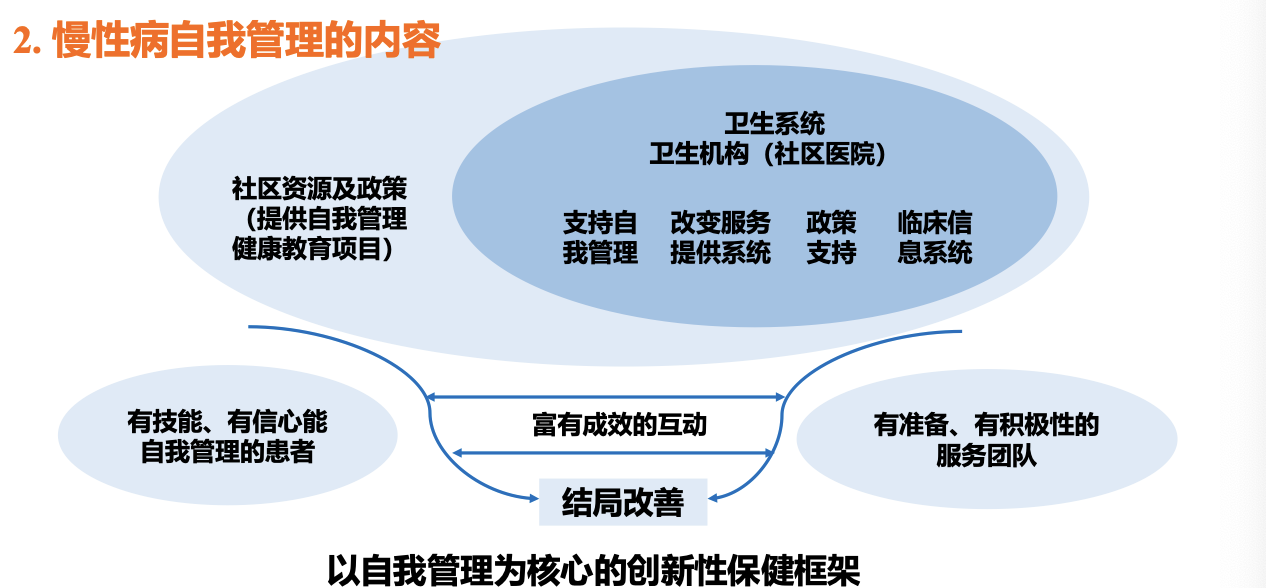 2. 慢性病自我管理的内容
卫生系统
卫生机构（社区医院）
社区资源及政策
（提供自我管理
健康教育项目）
支持自
我管理
改变服务
提供系统
政策
支持
临床信
息系统
有技能、有信心能
自我管理的患者
富有成效的互动
有准备、有积极性的
服务团队
结局改善
以自我管理为核心的创新性保健框架